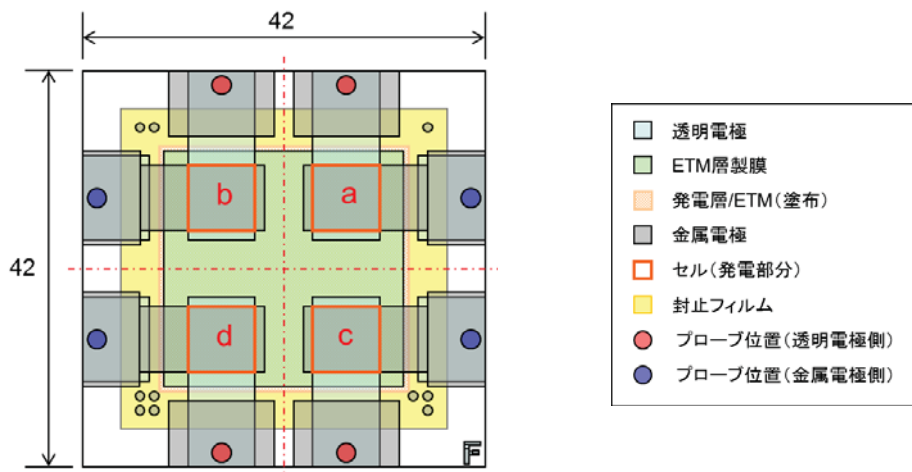 42
42
b
a
d
c
F
透明電極
ETM層製膜
発電層/ETM(塗布)
金属電極
セル(発電部分)
封止フィルム
プローブ位置(透明電極側)
プローブ位置(金属電極側)